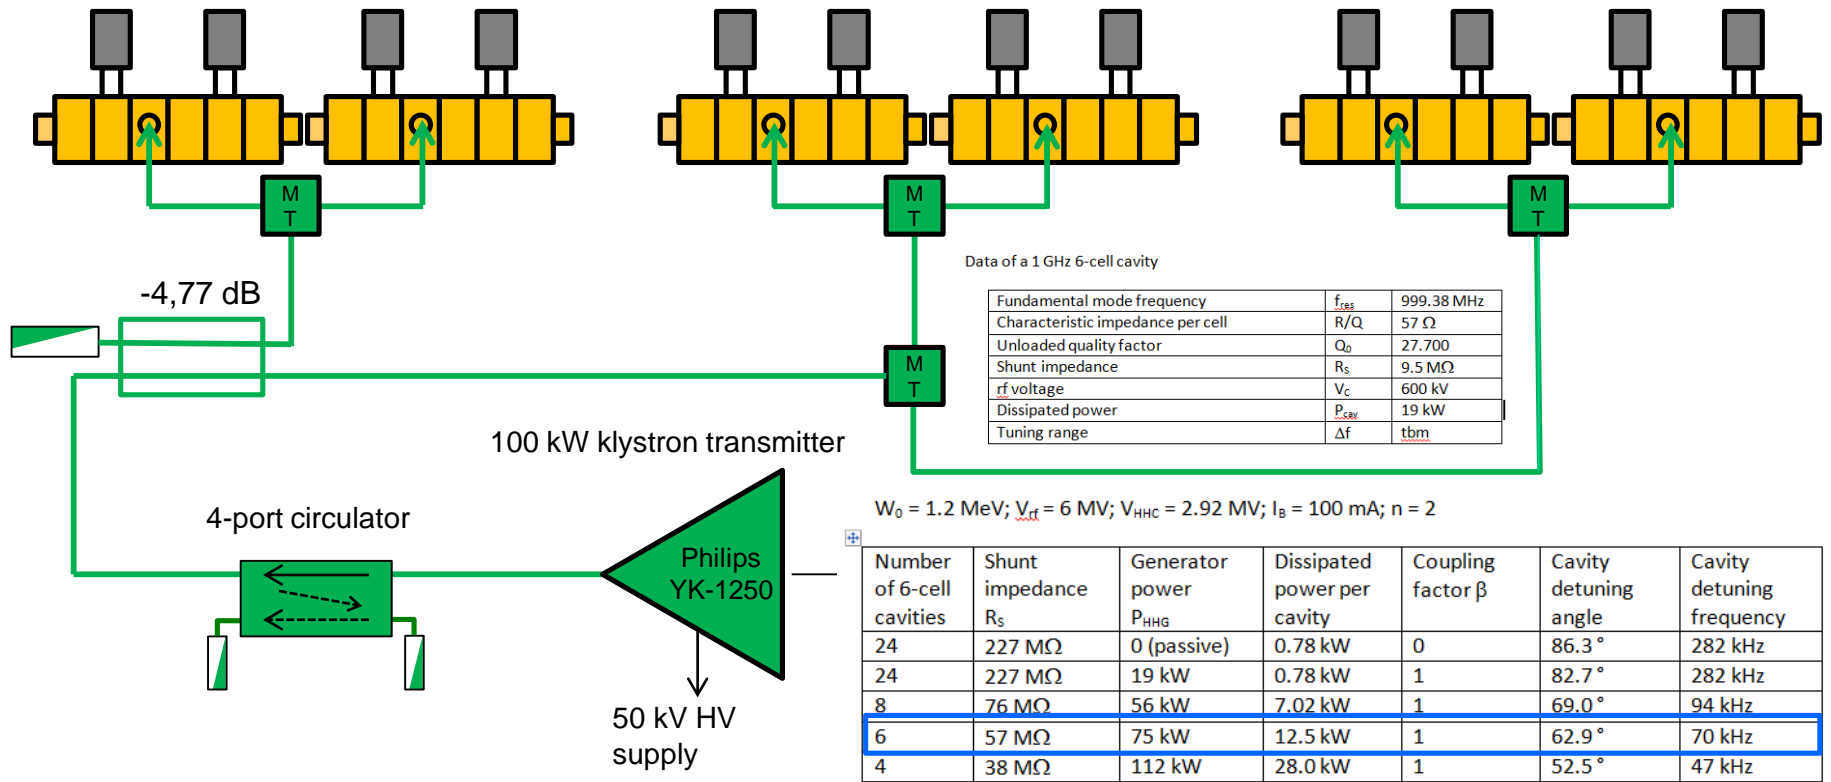 M
T
M
T
M
T
Data of a 1 GHz 6-cell cavity
-4,77 dB
Fundamental mode frequency f_res 999.38 MHz
Characteristic impedance per cell R/Q 57 Ω
Unloaded quality factor Q₀ 27.700
Shunt impedance R_S 9.5 MΩ
rf voltage V_C 600 kV
Dissipated power P_cav 19 kW
Tuning range Δf tbm
M
T
100 kW klystron transmitter
4-port circulator
Philips
YK-1250
50 kV HV
supply
W₀ = 1.2 MeV; V_rf = 6 MV; V_HHC = 2.92 MV; I_B = 100 mA; n = 2
Number Shunt Generator Dissipated Coupling Cavity Cavity
of 6-cell impedance power power per factor β detuning detuning
cavities R_S P_HHG cavity angle frequency
24 227 MΩ 0 (passive) 0.78 kW 0 86.3 ° 282 kHz
24 227 MΩ 19 kW 0.78 kW 1 82.7 ° 282 kHz
8 76 MΩ 56 kW 7.02 kW 1 69.0 ° 94 kHz
6 57 MΩ 75 kW 12.5 kW 1 62.9 ° 70 kHz
4 38 MΩ 112 kW 28.0 kW 1 52.5 ° 47 kHz